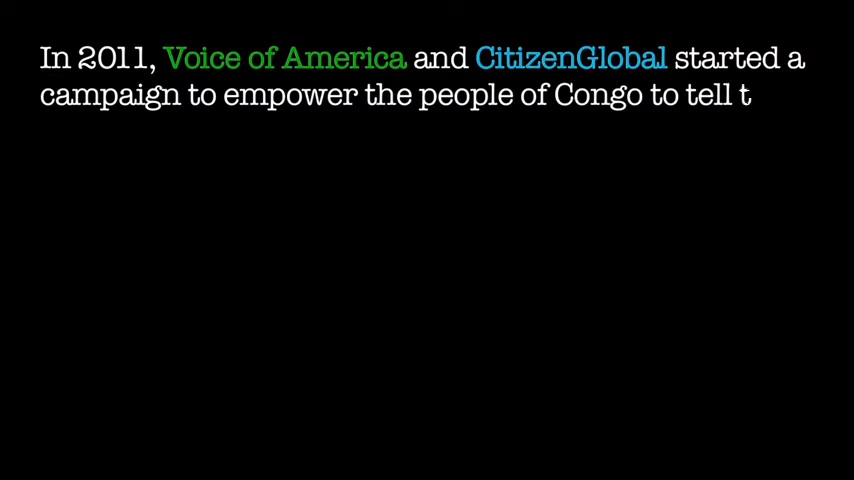 In 2011, Voice of America and CitizenGlobal started a
campaign to empower the people of Congo to tell t